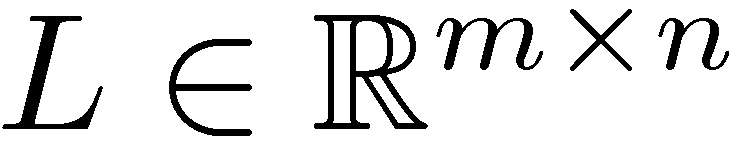 L ∈ ℝ^{m×n}